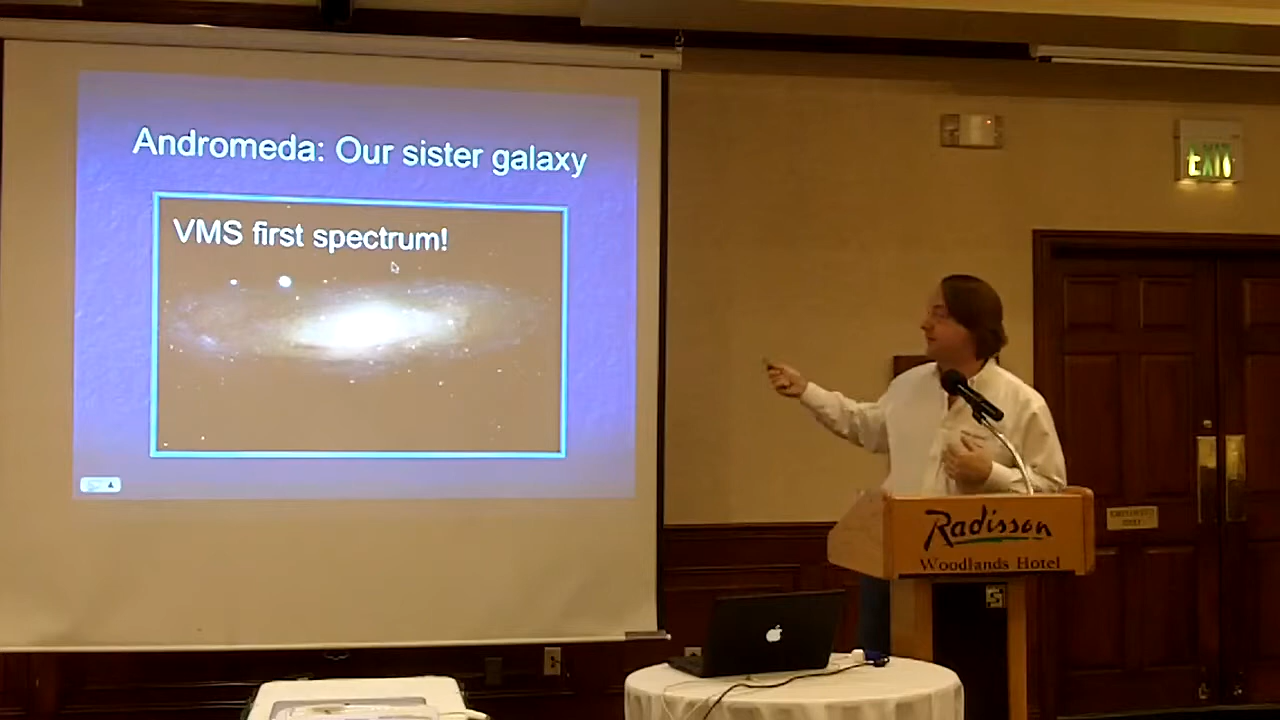 Andromeda: Our sister galaxy
VMS first spectrum!
EXIT
Radisson
Woodlands Hotel